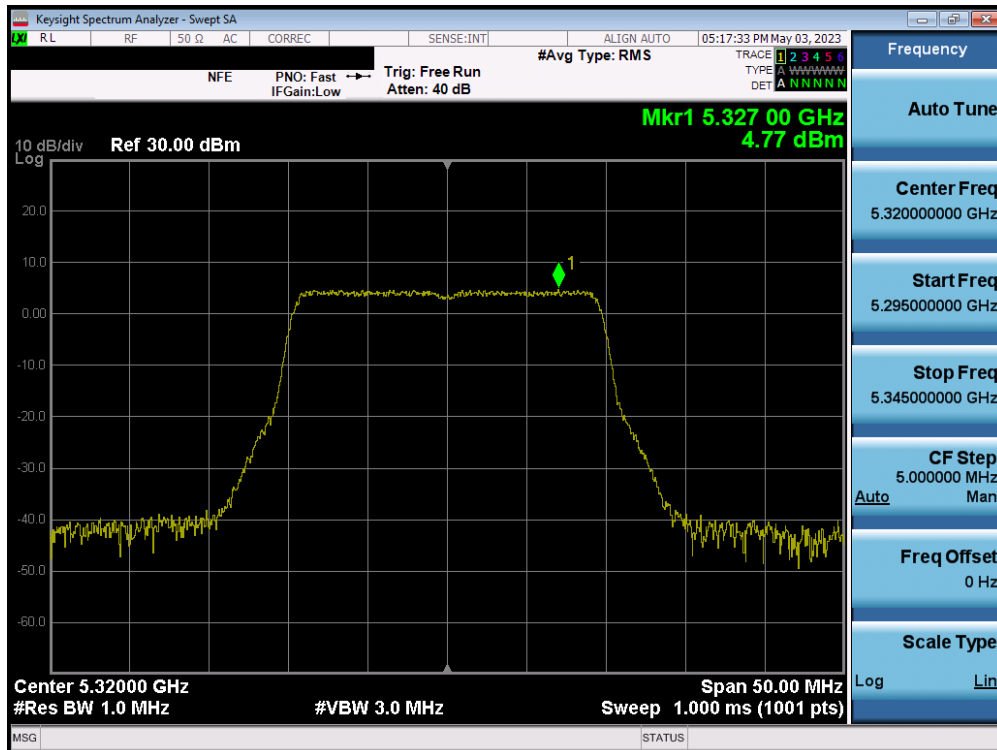 Keysight Spectrum Analyzer - Swept SA
LXI RL RF 50 Ω AC CORREC SENSE:INT ALIGN AUTO 05:17:33 PM May 03, 2023
NFE PNO: Fast Trig: Free Run #Avg Type: RMS TRACE 1 2 3 4 5 6
IFGain:Low Atten: 40 dB TYPE A WWWWW
DET A N N N N N
Mkr1 5.327 00 GHz
4.77 dBm
10 dB/div Ref 30.00 dBm
Log
20.0
10.0
1
0.00
-10.0
-20.0
-30.0
-40.0
-50.0
-60.0
Center 5.32000 GHz Span 50.00 MHz
#Res BW 1.0 MHz #VBW 3.0 MHz Sweep 1.000 ms (1001 pts)
MSG STATUS
Frequency
Auto Tune
Center Freq
5.320000000 GHz
Start Freq
5.295000000 GHz
Stop Freq
5.345000000 GHz
CF Step
5.000000 MHz
Auto Man
Freq Offset
0 Hz
Scale Type
Log Lin